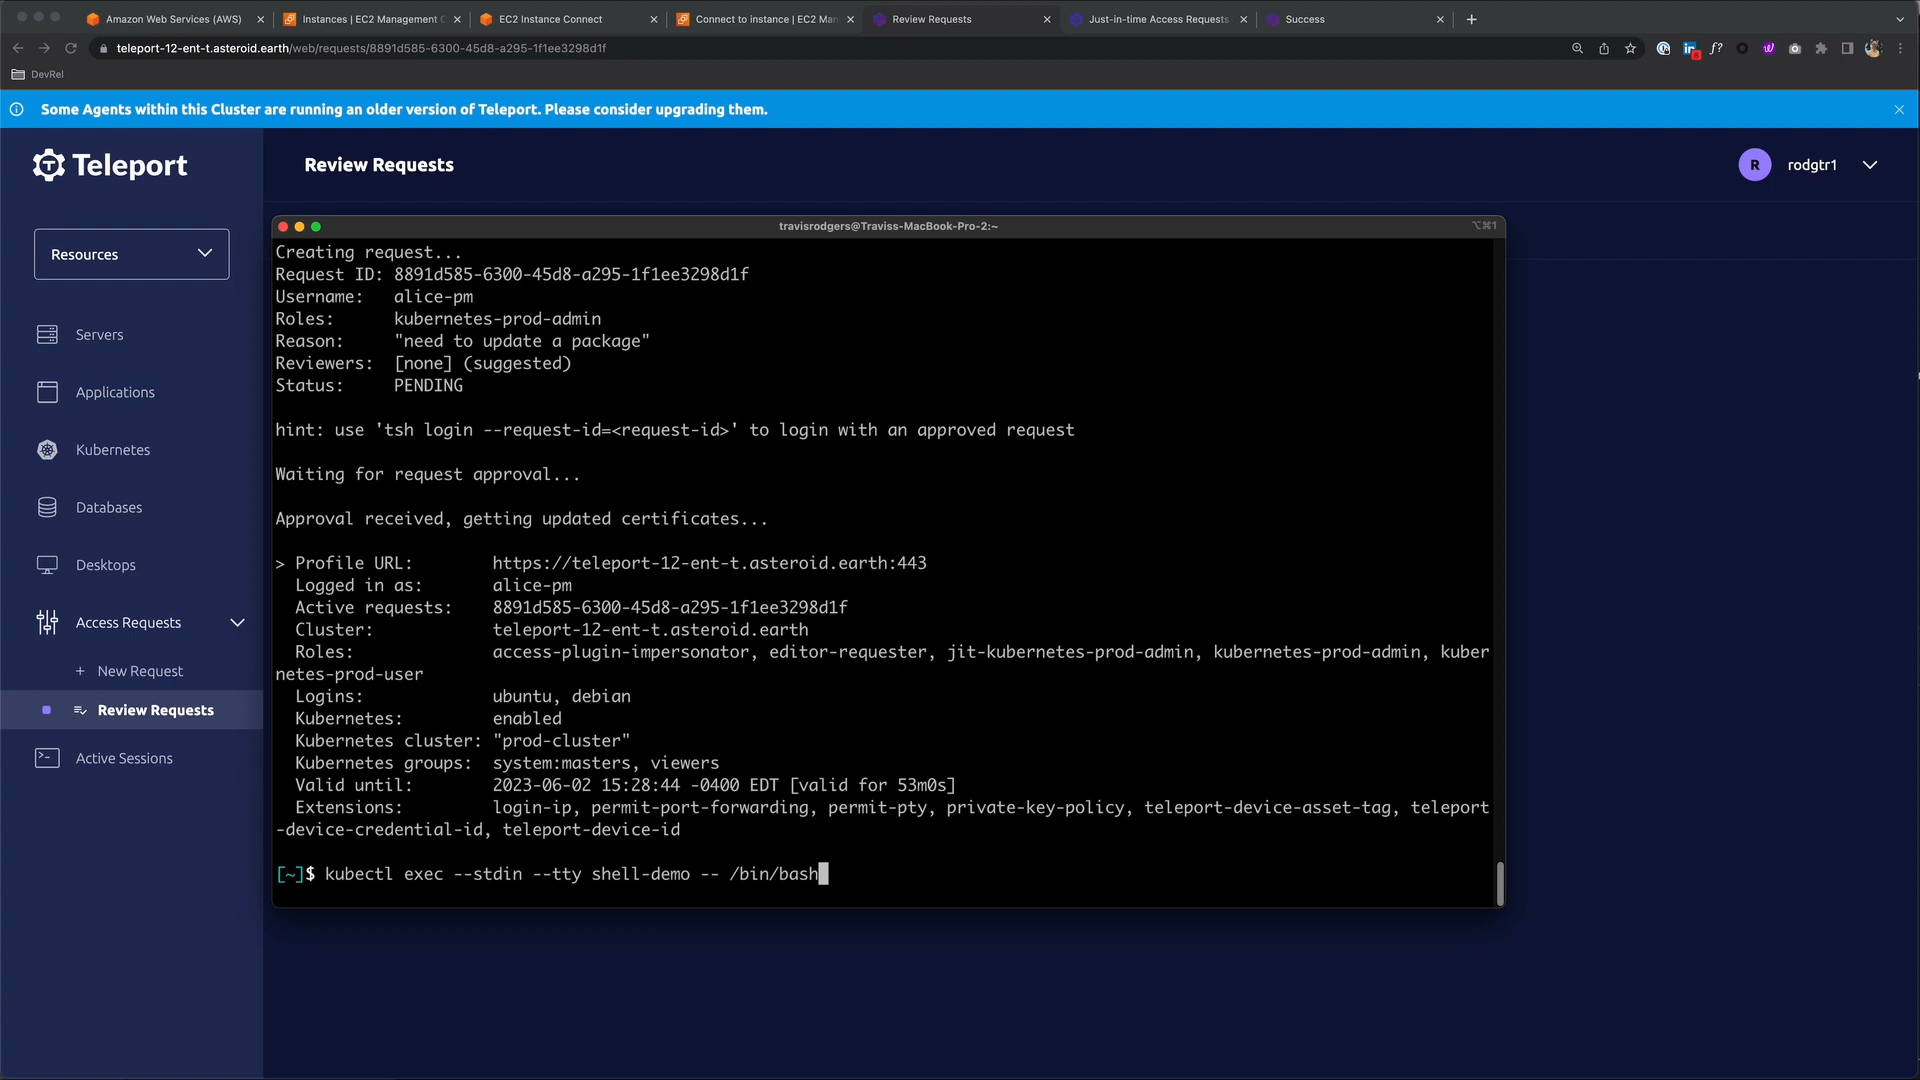 Amazon Web Services (AWS)
Instances | EC2 Management C
EC2 Instance Connect
Connect to instance | EC2 Man
Review Requests
Just-in-time Access Requests
Success
teleport-12-ent-t.asteroid.earth/web/requests/8891d585-6300-45d8-a295-1f1ee3298d1f
DevRel
Some Agents within this Cluster are running an older version of Teleport. Please consider upgrading them.
Teleport
Review Requests
R rodgtr1
Resources
Servers
Applications
Kubernetes
Databases
Desktops
Access Requests
+ New Request
Review Requests
Active Sessions
travisrodgers@Traviss-MacBook-Pro-2:~
⌥⌘1
Creating request...
Request ID: 8891d585-6300-45d8-a295-1f1ee3298d1f
Username: alice-pm
Roles: kubernetes-prod-admin
Reason: "need to update a package"
Reviewers: [none] (suggested)
Status: PENDING
hint: use 'tsh login --request-id=<request-id>' to login with an approved request
Waiting for request approval...
Approval received, getting updated certificates...
> Profile URL: https://teleport-12-ent-t.asteroid.earth:443
Logged in as: alice-pm
Active requests: 8891d585-6300-45d8-a295-1f1ee3298d1f
Cluster: teleport-12-ent-t.asteroid.earth
Roles: access-plugin-impersonator, editor-requester, jit-kubernetes-prod-admin, kubernetes-prod-admin, kuber
netes-prod-user
Logins: ubuntu, debian
Kubernetes: enabled
Kubernetes cluster: "prod-cluster"
Kubernetes groups: system:masters, viewers
Valid until: 2023-06-02 15:28:44 -0400 EDT [valid for 53m0s]
Extensions: login-ip, permit-port-forwarding, permit-pty, private-key-policy, teleport-device-asset-tag, teleport
-device-credential-id, teleport-device-id
[~]$ kubectl exec --stdin --tty shell-demo -- /bin/bash